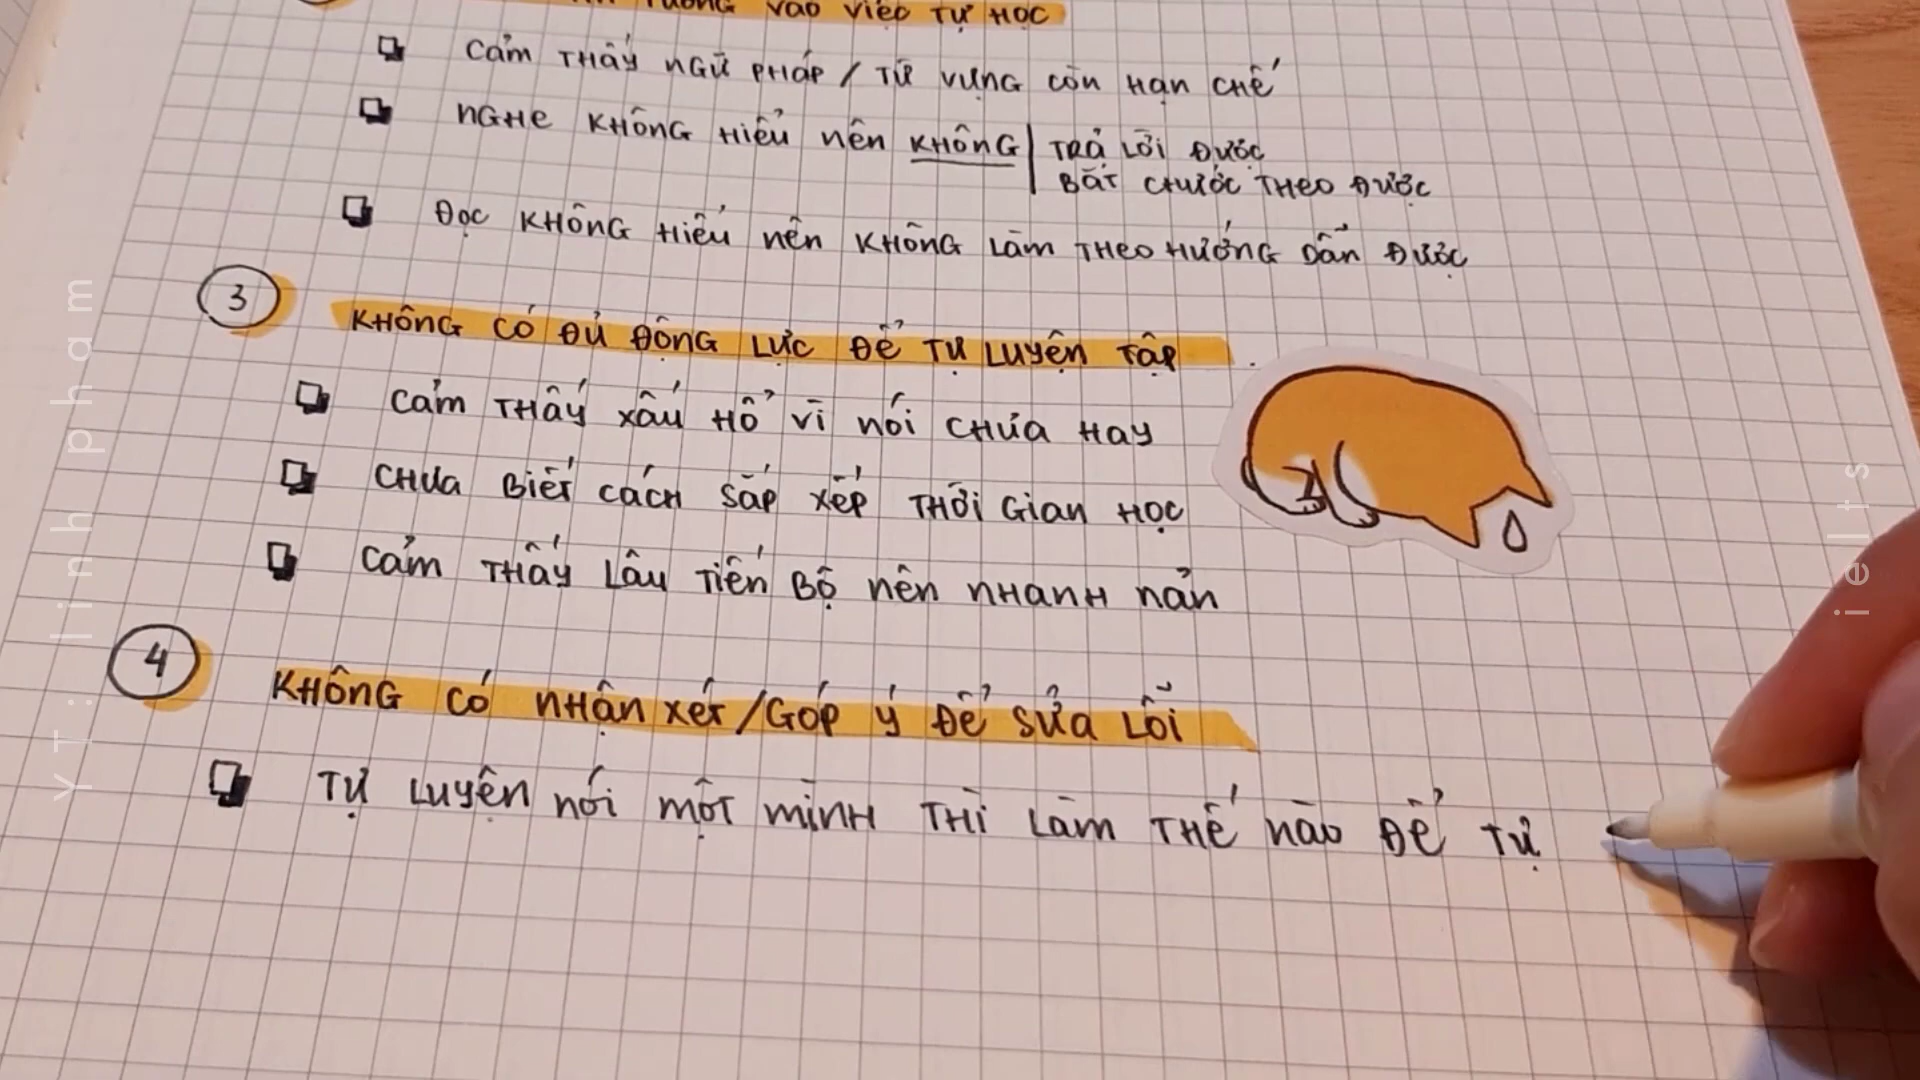 vào việc tự học
Cảm thấy ngữ pháp / từ vựng còn hạn chế
Nghe không hiểu nên không trả lời được
bắt chước theo được
Đọc không hiểu nên không làm theo hướng dẫn được
3 Không có đủ động lực để tự luyện tập
Cảm thấy xấu hổ vì nói chưa hay
Chưa biết cách sắp xếp thời gian học
Cảm thấy lâu tiến bộ nên nhanh nản
4 Không có nhận xét/góp ý để sửa lỗi
Tự luyện nói một mình thì làm thế nào để tự
YT: linh pham
ielts